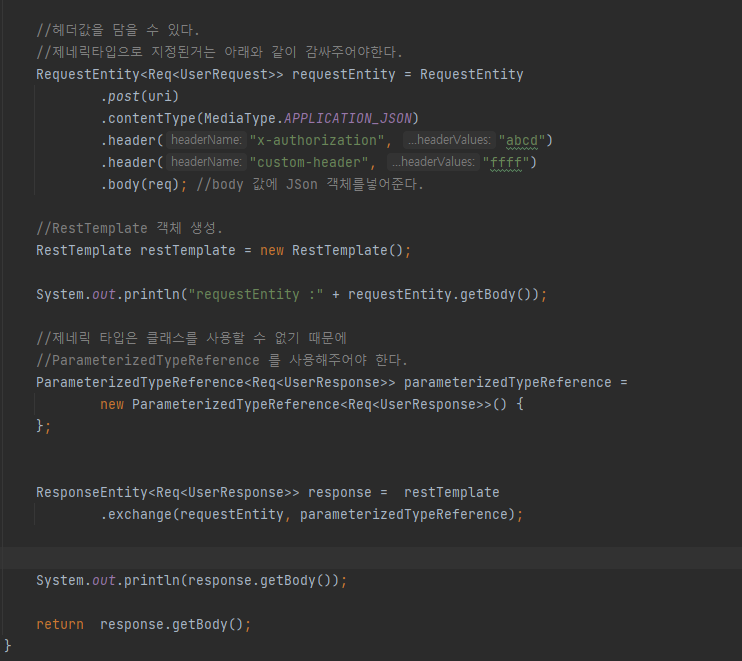 //헤더값을 담을 수 있다.
//제네릭타입으로 지정된거는 아래와 같이 감싸주어야한다.
RequestEntity<Req<UserRequest>> requestEntity = RequestEntity
.post(uri)
.contentType(MediaType.APPLICATION_JSON)
.header( headerName: "x-authorization", ...headerValues: "abcd")
.header( headerName: "custom-header", ...headerValues: "ffff")
.body(req); //body 값에 JSon 객체를넣어준다.
//RestTemplate 객체 생성.
RestTemplate restTemplate = new RestTemplate();
System.out.println("requestEntity :" + requestEntity.getBody());
//제네릭 타입은 클래스를 사용할 수 없기 때문에
//ParameterizedTypeReference 를 사용해주어야 한다.
ParameterizedTypeReference<Req<UserResponse>> parameterizedTypeReference =
new ParameterizedTypeReference<Req<UserResponse>>() {
};
ResponseEntity<Req<UserResponse>> response =  restTemplate
.exchange(requestEntity, parameterizedTypeReference);
System.out.println(response.getBody());
return  response.getBody();
}